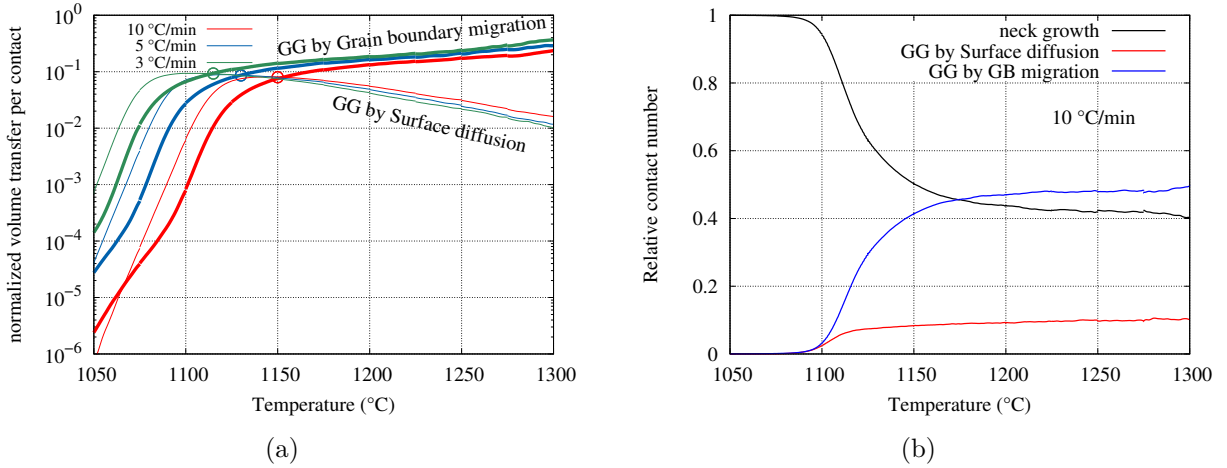 normalized volume transfer per contact
10⁰
10⁻¹
10⁻²
10⁻³
10⁻⁴
10⁻⁵
10⁻⁶
10 °C/min
5 °C/min
3 °C/min
GG by Grain boundary migration
GG by Surface diffusion
1050 1100 1150 1200 1250 1300
Temperature (°C)
(a)
Relative contact number
1
0.8
0.6
0.4
0.2
0
neck growth
GG by Surface diffusion
GG by GB migration
10 °C/min
1050 1100 1150 1200 1250 1300
Temperature (°C)
(b)